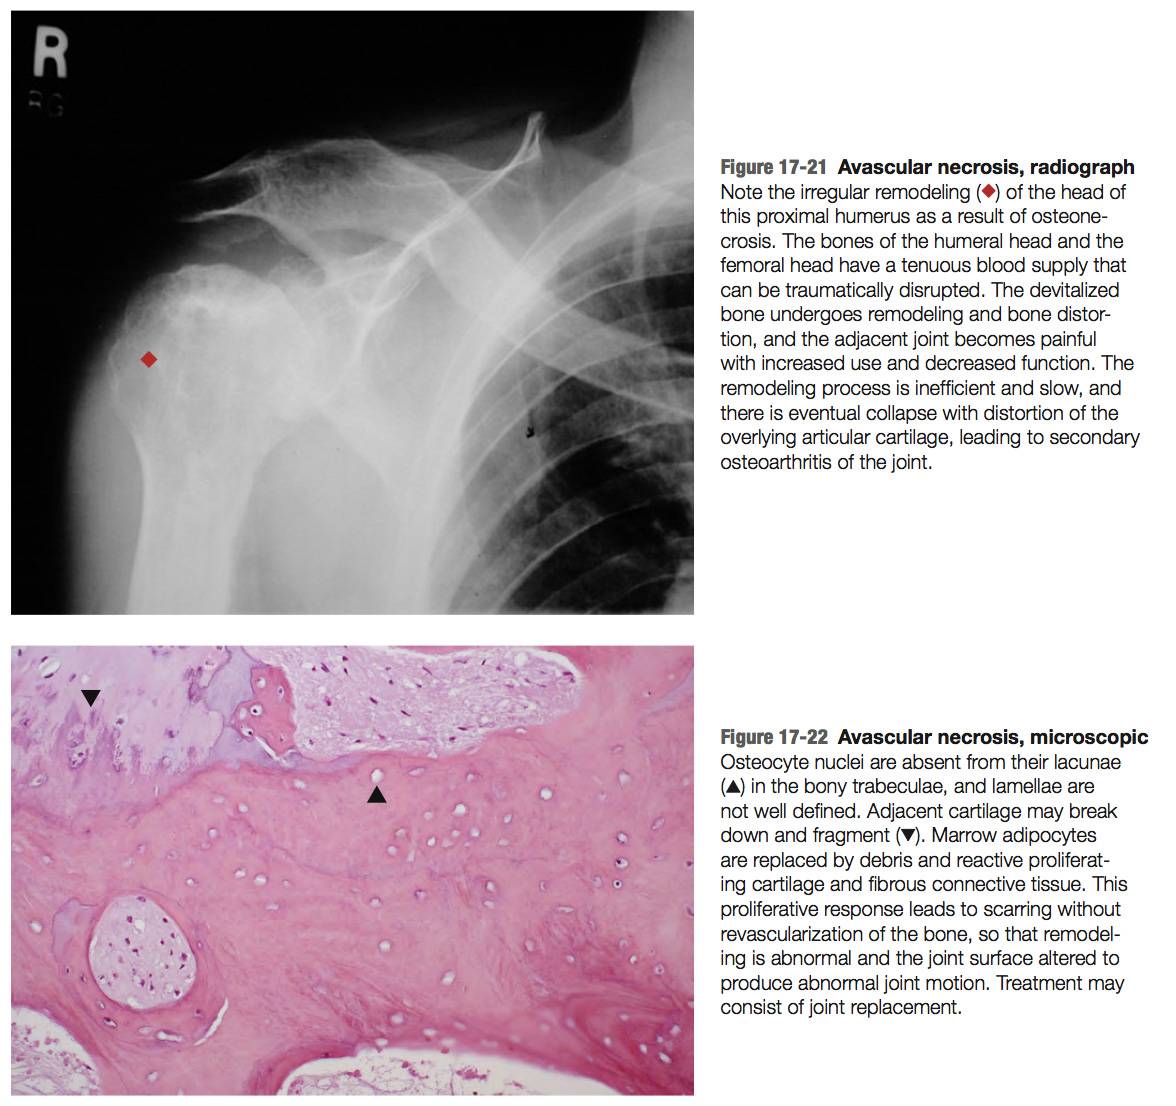 R
RG
Figure 17-21 Avascular necrosis, radiograph
Note the irregular remodeling (◆) of the head of
this proximal humerus as a result of osteone-
crosis. The bones of the humeral head and the
femoral head have a tenuous blood supply that
can be traumatically disrupted. The devitalized
bone undergoes remodeling and bone distor-
tion, and the adjacent joint becomes painful
with increased use and decreased function. The
remodeling process is inefficient and slow, and
there is eventual collapse with distortion of the
overlying articular cartilage, leading to secondary
osteoarthritis of the joint.
Figure 17-22 Avascular necrosis, microscopic
Osteocyte nuclei are absent from their lacunae
(▲) in the bony trabeculae, and lamellae are
not well defined. Adjacent cartilage may break
down and fragment (▼). Marrow adipocytes
are replaced by debris and reactive proliferat-
ing cartilage and fibrous connective tissue. This
proliferative response leads to scarring without
revascularization of the bone, so that remodel-
ing is abnormal and the joint surface altered to
produce abnormal joint motion. Treatment may
consist of joint replacement.